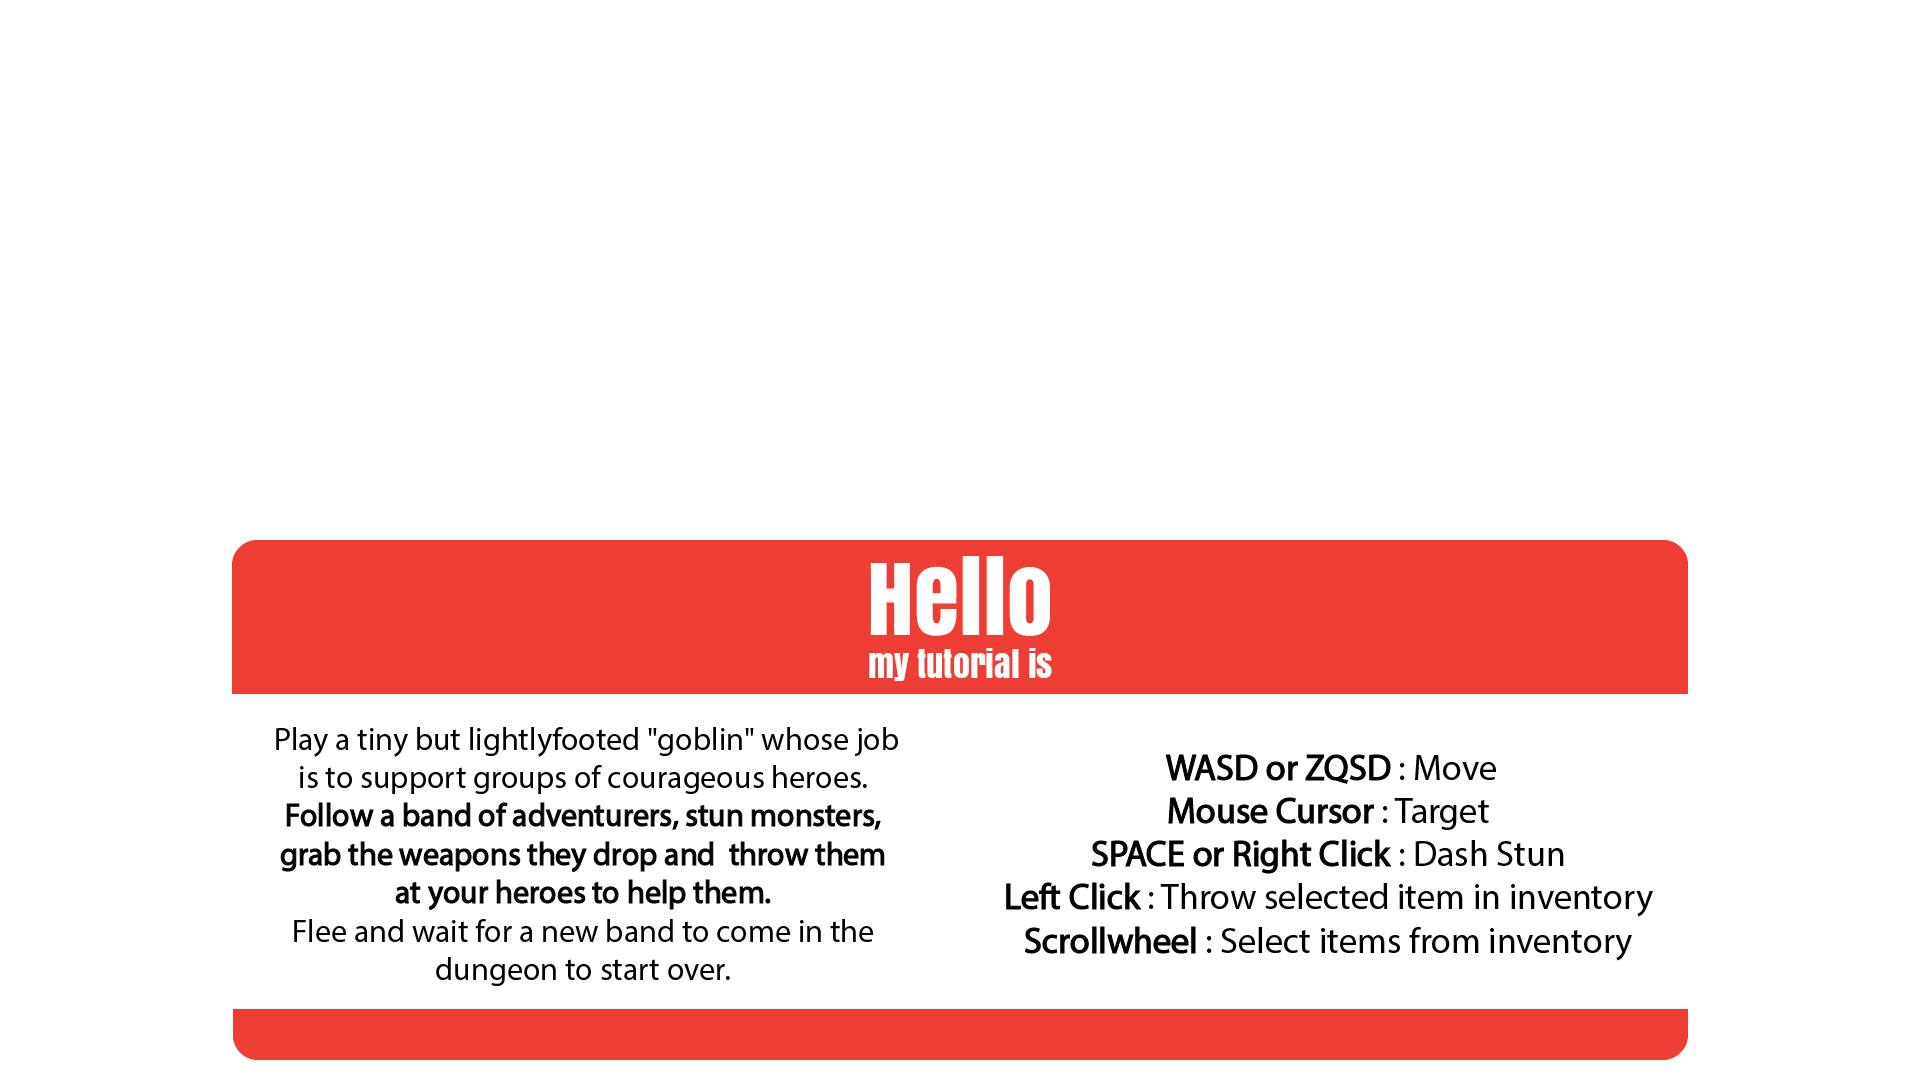 Hello
my tutorial is
Play a tiny but lightlyfooted "goblin" whose job
is to support groups of courageous heroes.
Follow a band of adventurers, stun monsters,
grab the weapons they drop and  throw them
at your heroes to help them.
Flee and wait for a new band to come in the
dungeon to start over.
WASD or ZQSD : Move
Mouse Cursor : Target
SPACE or Right Click : Dash Stun
Left Click : Throw selected item in inventory
Scrollwheel : Select items from inventory